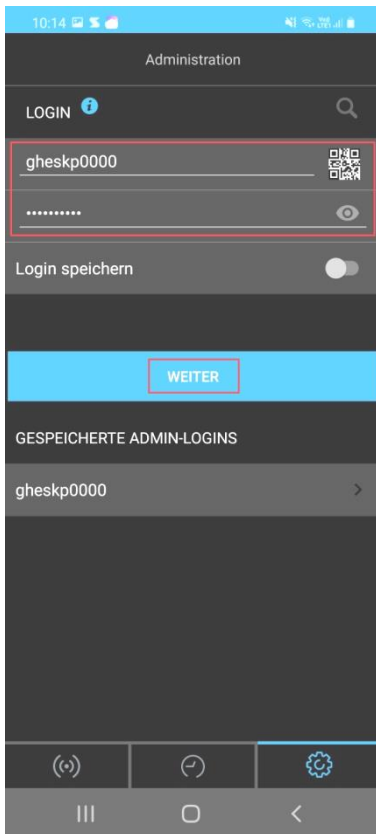 10:14
Administration
LOGIN i
gheskp0000
••••••••••
Login speichern
WEITER
GESPEICHERTE ADMIN-LOGINS
gheskp0000